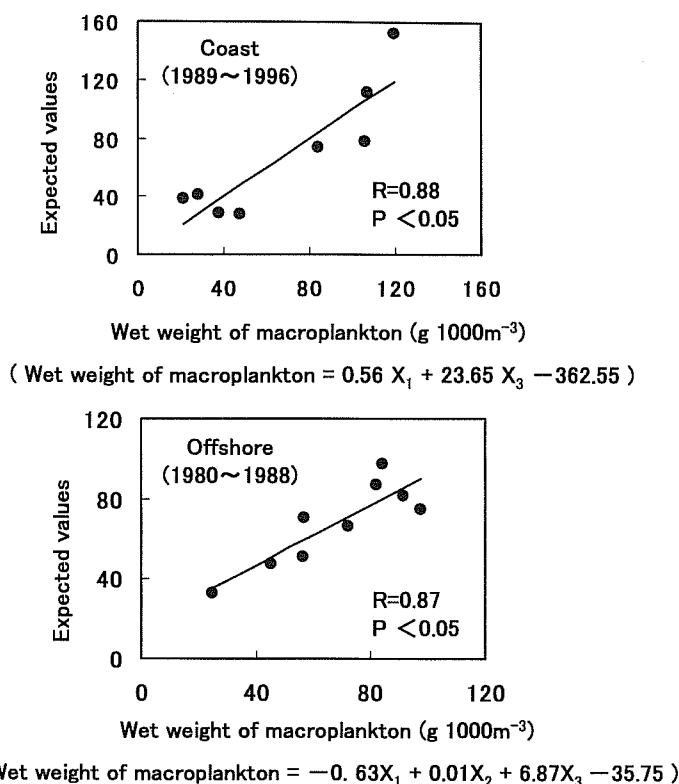 160
Coast
(1989～1996)
120
80
40
0
Expected values
R=0.88
P ＜0.05
0 40 80 120 160
Wet weight of macroplankton (g 1000m⁻³)
( Wet weight of macroplankton = 0.56 X₁ + 23.65 X₃ －362.55 )
120
Offshore
(1980～1988)
80
40
0
Expected values
R=0.87
P ＜0.05
0 40 80 120
Wet weight of macroplankton (g 1000m⁻³)
Wet weight of macroplankton = －0. 63X₁ + 0.01X₂ + 6.87X₃ －35.75 )